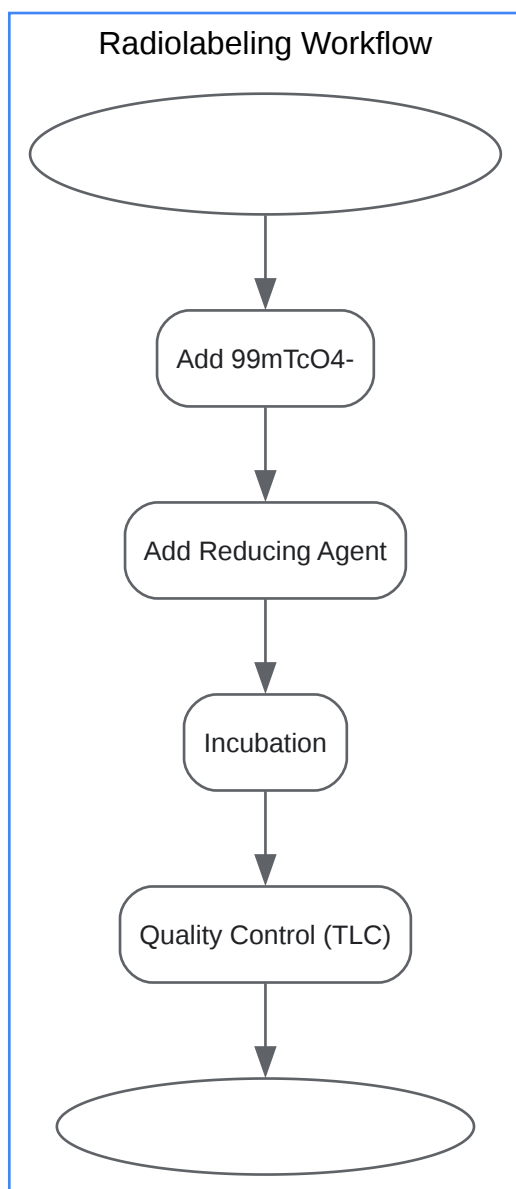 Radiolabeling Workflow
Add 99mTcO4-
Add Reducing Agent
Incubation
Quality Control (TLC)